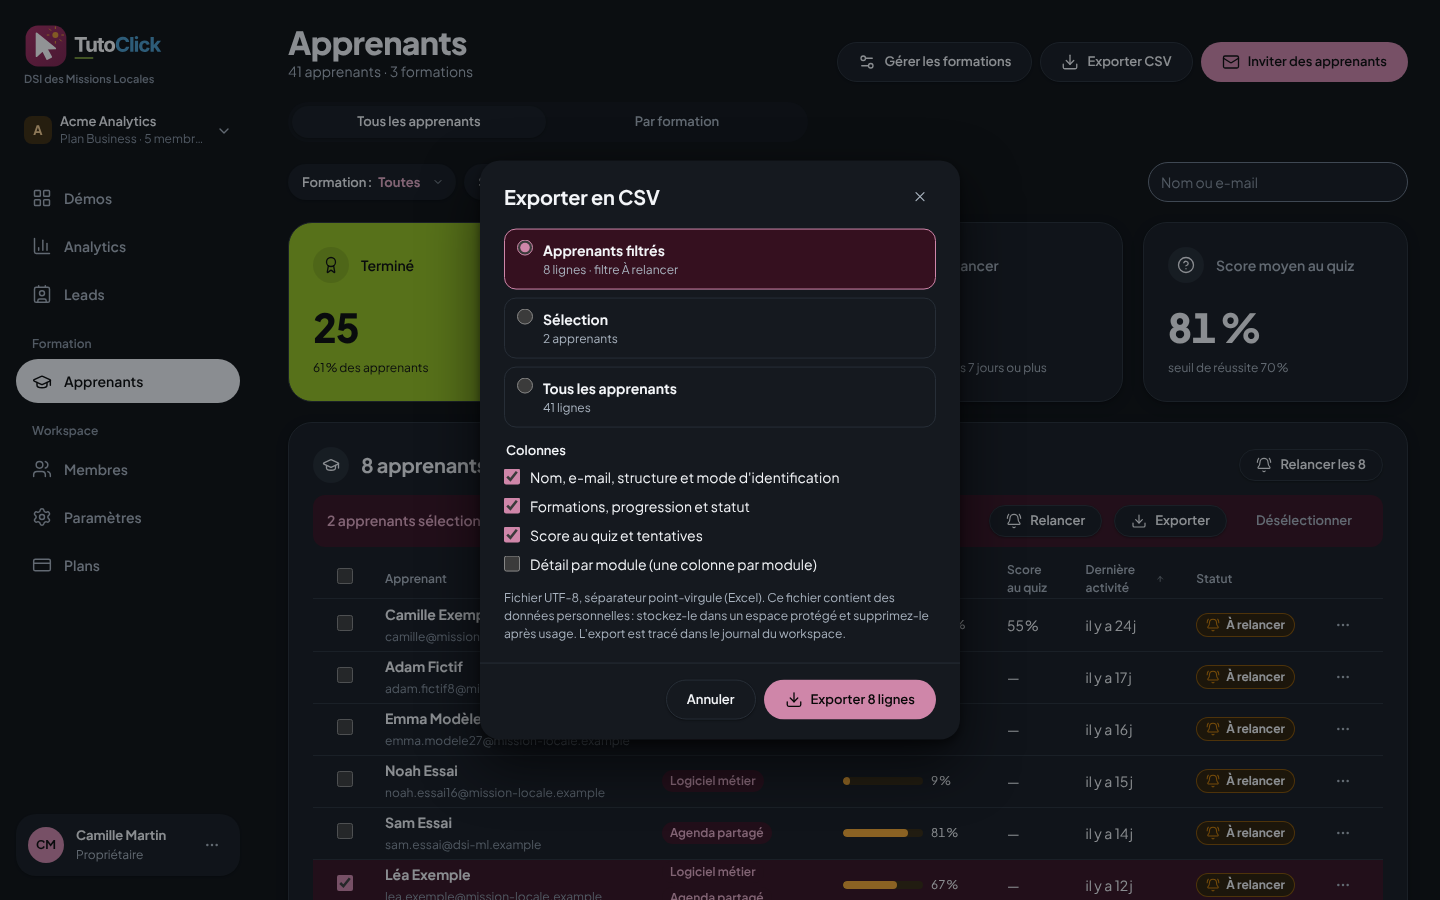 TutoClick
DSI des Missions Locales
A
Acme Analytics
Plan Business · 5 membr...
Démos
Analytics
Leads
Formation
Apprenants
Workspace
Membres
Paramètres
Plans
CM
Camille Martin
Propriétaire
Apprenants
41 apprenants · 3 formations
Gérer les formations
Exporter CSV
Inviter des apprenants
Tous les apprenants
Par formation
Formation : Toutes
Nom ou e-mail
Terminé
25
61 % des apprenants
ancer
s 7 jours ou plus
Score moyen au quiz
81 %
seuil de réussite 70 %
Exporter en CSV
Apprenants filtrés
8 lignes · filtre À relancer
Sélection
2 apprenants
Tous les apprenants
41 lignes
Colonnes
Nom, e-mail, structure et mode d'identification
Formations, progression et statut
Score au quiz et tentatives
Détail par module (une colonne par module)
Fichier UTF-8, séparateur point-virgule (Excel). Ce fichier contient des
données personnelles : stockez-le dans un espace protégé et supprimez-le
après usage. L'export est tracé dans le journal du workspace.
Annuler
Exporter 8 lignes
8 apprenants
Relancer les 8
2 apprenants sélection
Relancer
Exporter
Désélectionner
Apprenant
Score
au quiz
Dernière
activité
Statut
Camille Exemp
camille@mission
%
55 %
il y a 24 j
À relancer
Adam Fictif
adam.fictif8@mi
—
il y a 17 j
À relancer
Emma Modèle
emma.modele27@mission-locale.example
—
il y a 16 j
À relancer
Noah Essai
noah.essai16@mission-locale.example
Logiciel métier
9 %
—
il y a 15 j
À relancer
Sam Essai
sam.essai@dsi-ml.example
Agenda partagé
81 %
—
il y a 14 j
À relancer
Léa Exemple
lea.exemple@mission-locale.example
Logiciel métier
Agenda partagé
67 %
—
il y a 12 j
À relancer